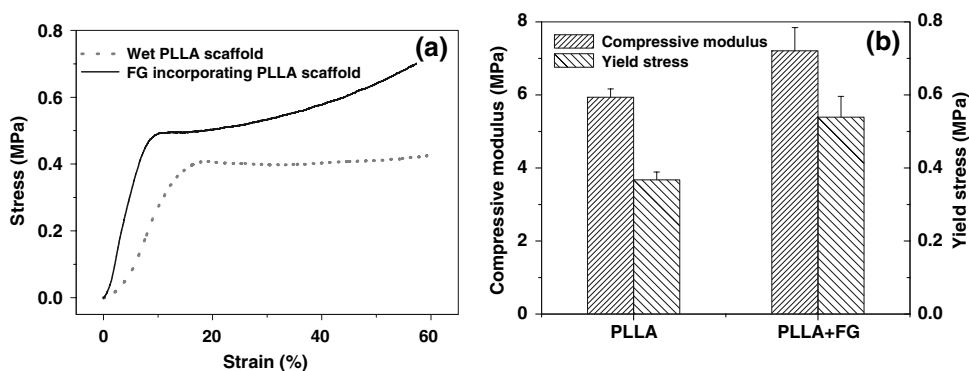 0.8
0.6
0.4
0.2
0.0
Stress (MPa)
0 20 40 60
Strain (%)
(a)
Wet PLLA scaffold
FG incorporating PLLA scaffold
8
6
4
2
0
Compressive modulus (MPa)
(b)
Compressive modulus
Yield stress
PLLA PLLA+FG
0.8
0.6
0.4
0.2
0.0
Yield stress (MPa)